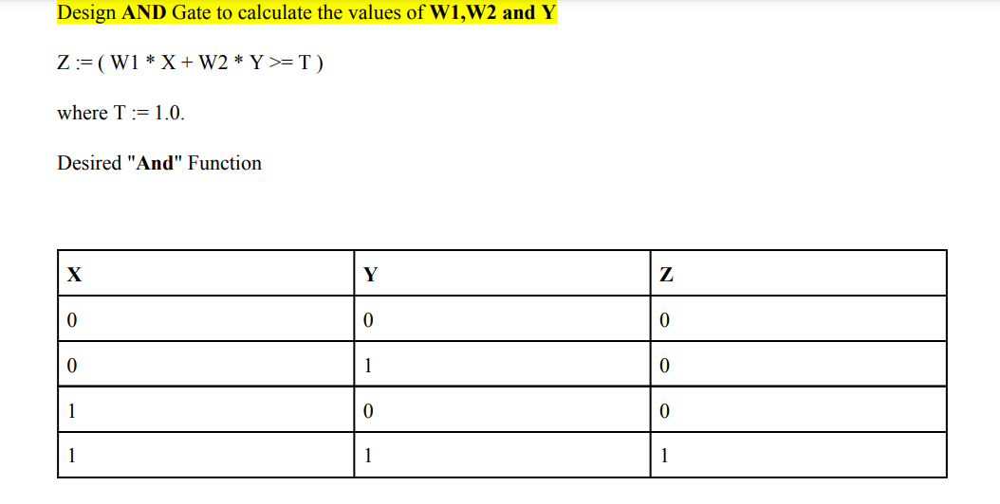 Design AND Gate to calculate the values of W1,W2 and Y
Z := ( W1 * X + W2 * Y >= T )
where T := 1.0.
Desired "And" Function
X Y Z
0 0 0
0 1 0
1 0 0
1 1 1